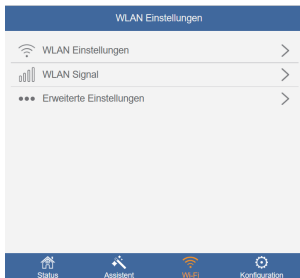 WLAN Einstellungen
WLAN Einstellungen
WLAN Signal
Erweiterte Einstellungen
Status Assistent WI-FI Konfiguration